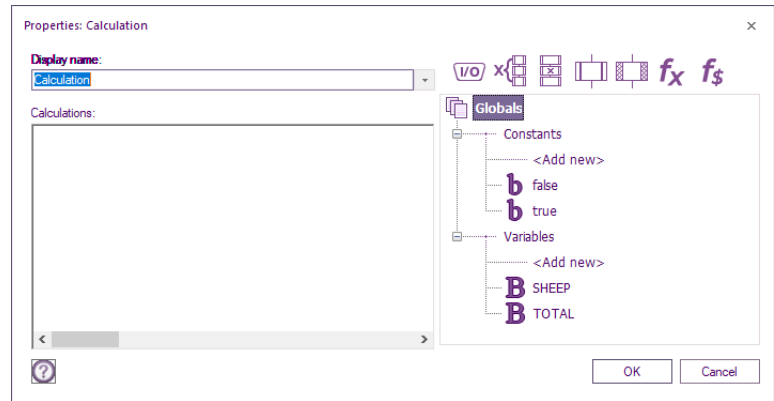 Properties: Calculation
Display name:
Calculation
Calculations:
I/O x{ x fx f$
Globals
Constants
<Add new>
b false
b true
Variables
<Add new>
B SHEEP
B TOTAL
?
OK Cancel